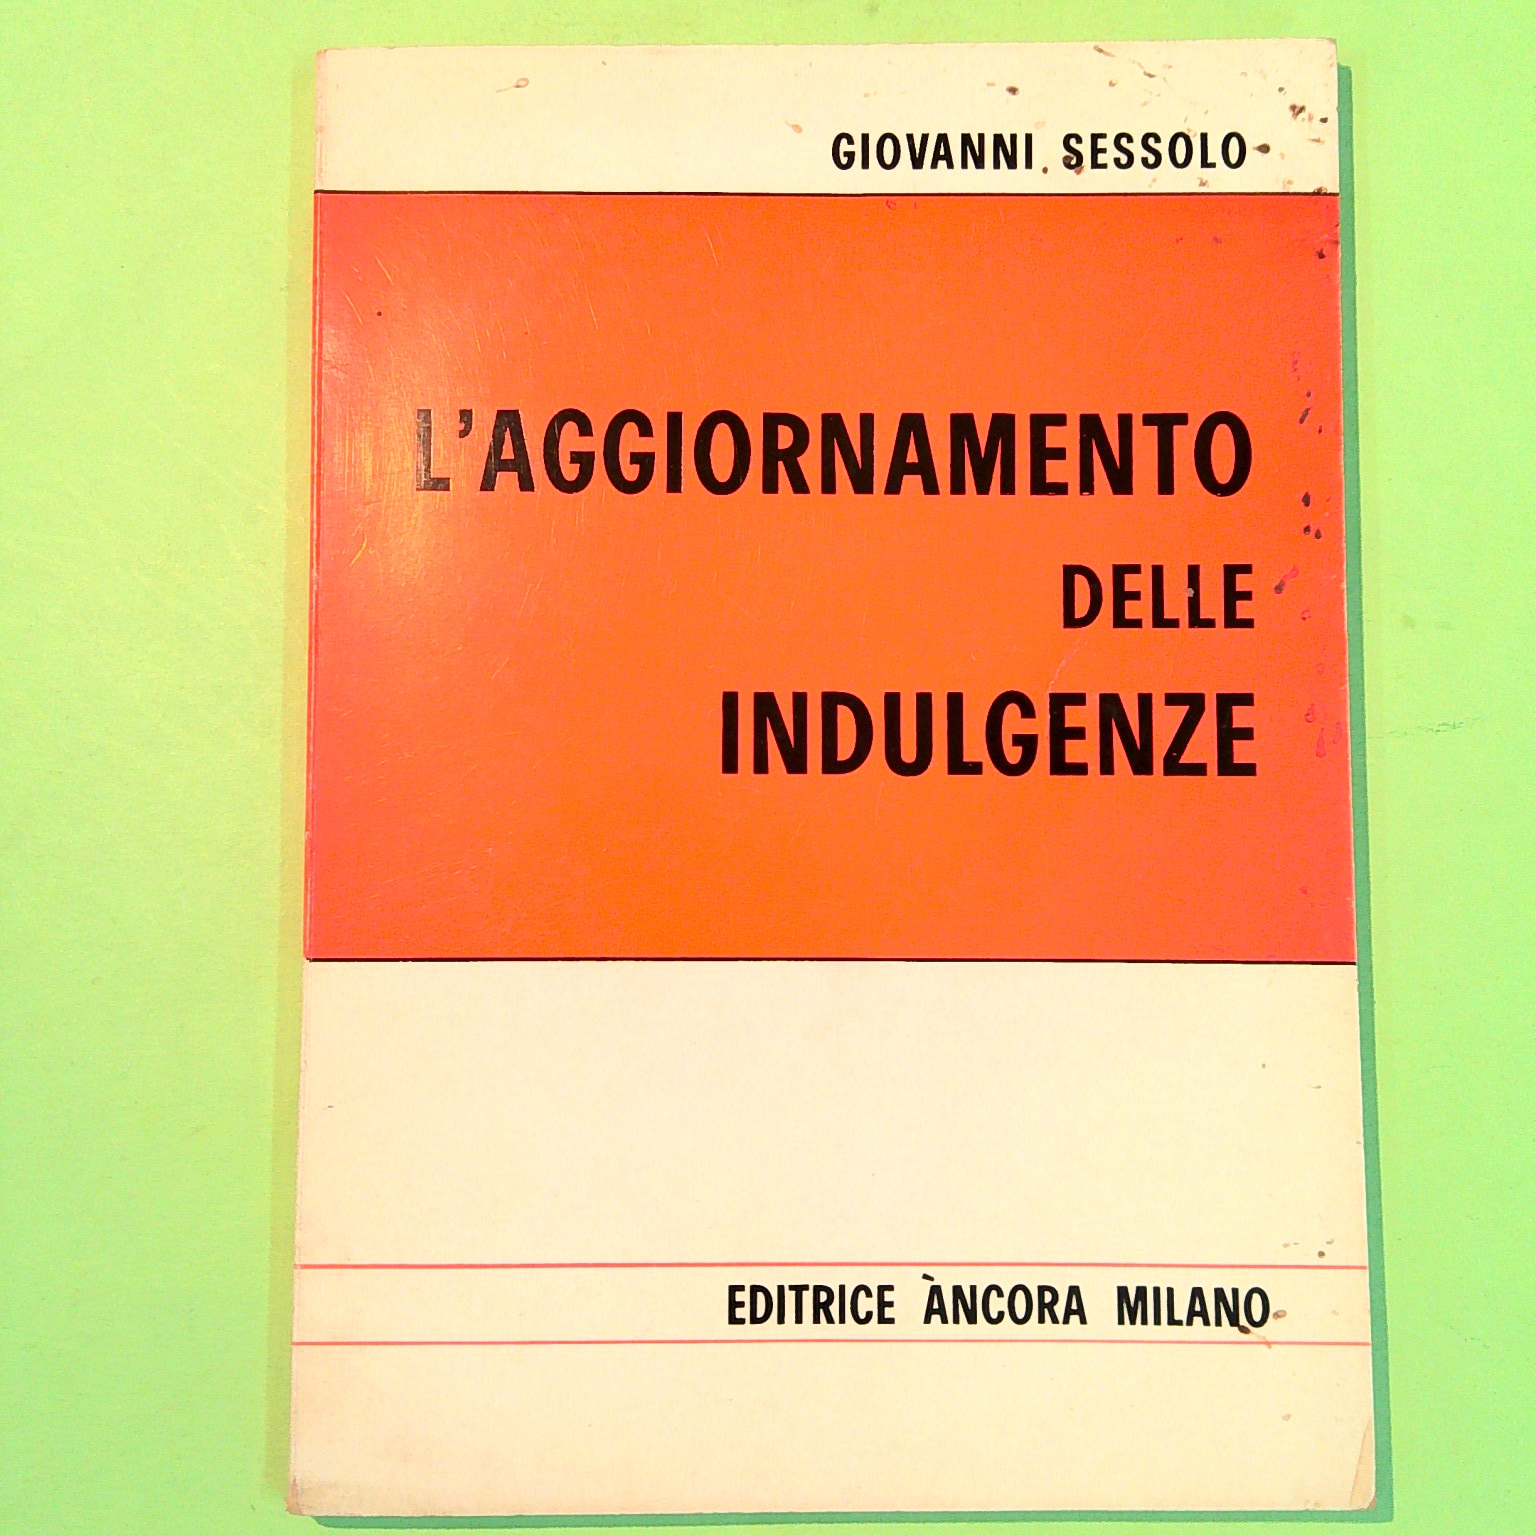 GIOVANNI SESSOLO
L'AGGIORNAMENTO
DELLE
INDULGENZE
EDITRICE ÀNCORA MILANO